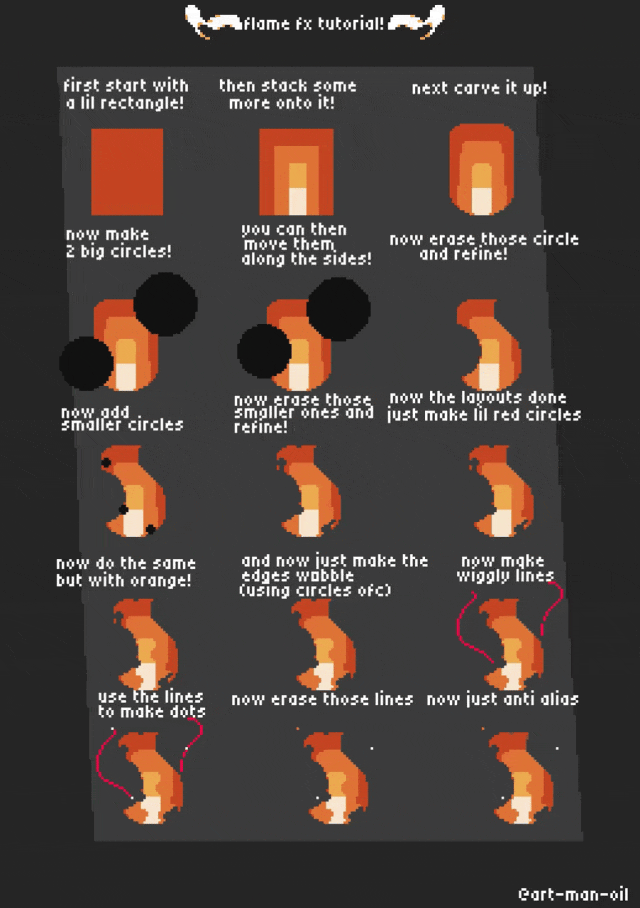 flame fx tutorial!
first start with
a lil rectangle!
then stack some
more onto it!
next carve it up!
now make
2 big circles!
you can then
move them
along the sides!
now erase those circle
and refine!
now add
smaller circles
now erase those
smaller ones and
refine!
now the layouts done
just make lil red circles
now do the same
but with orange!
and now just make the
edges wabble
(using circles ofc)
now make
wiggly lines
use the lines
to make dots
now erase those lines
now just anti alias
@art-man-oil